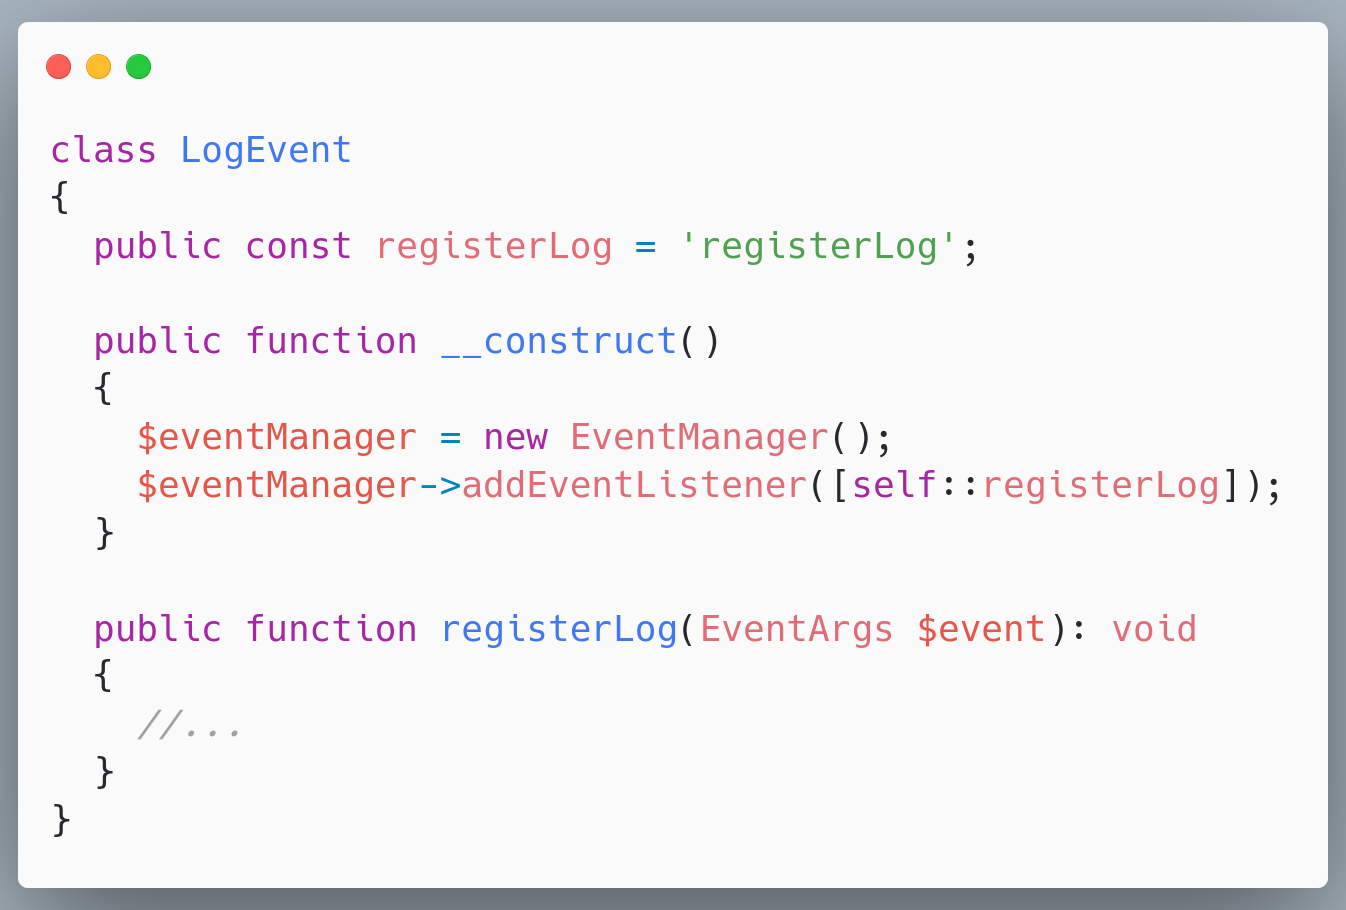 class LogEvent
{
  public const registerLog = 'registerLog';

  public function __construct()
  {
    $eventManager = new EventManager();
    $eventManager->addEventListener([self::registerLog]);
  }

  public function registerLog(EventArgs $event): void
  {
    //...
  }
}